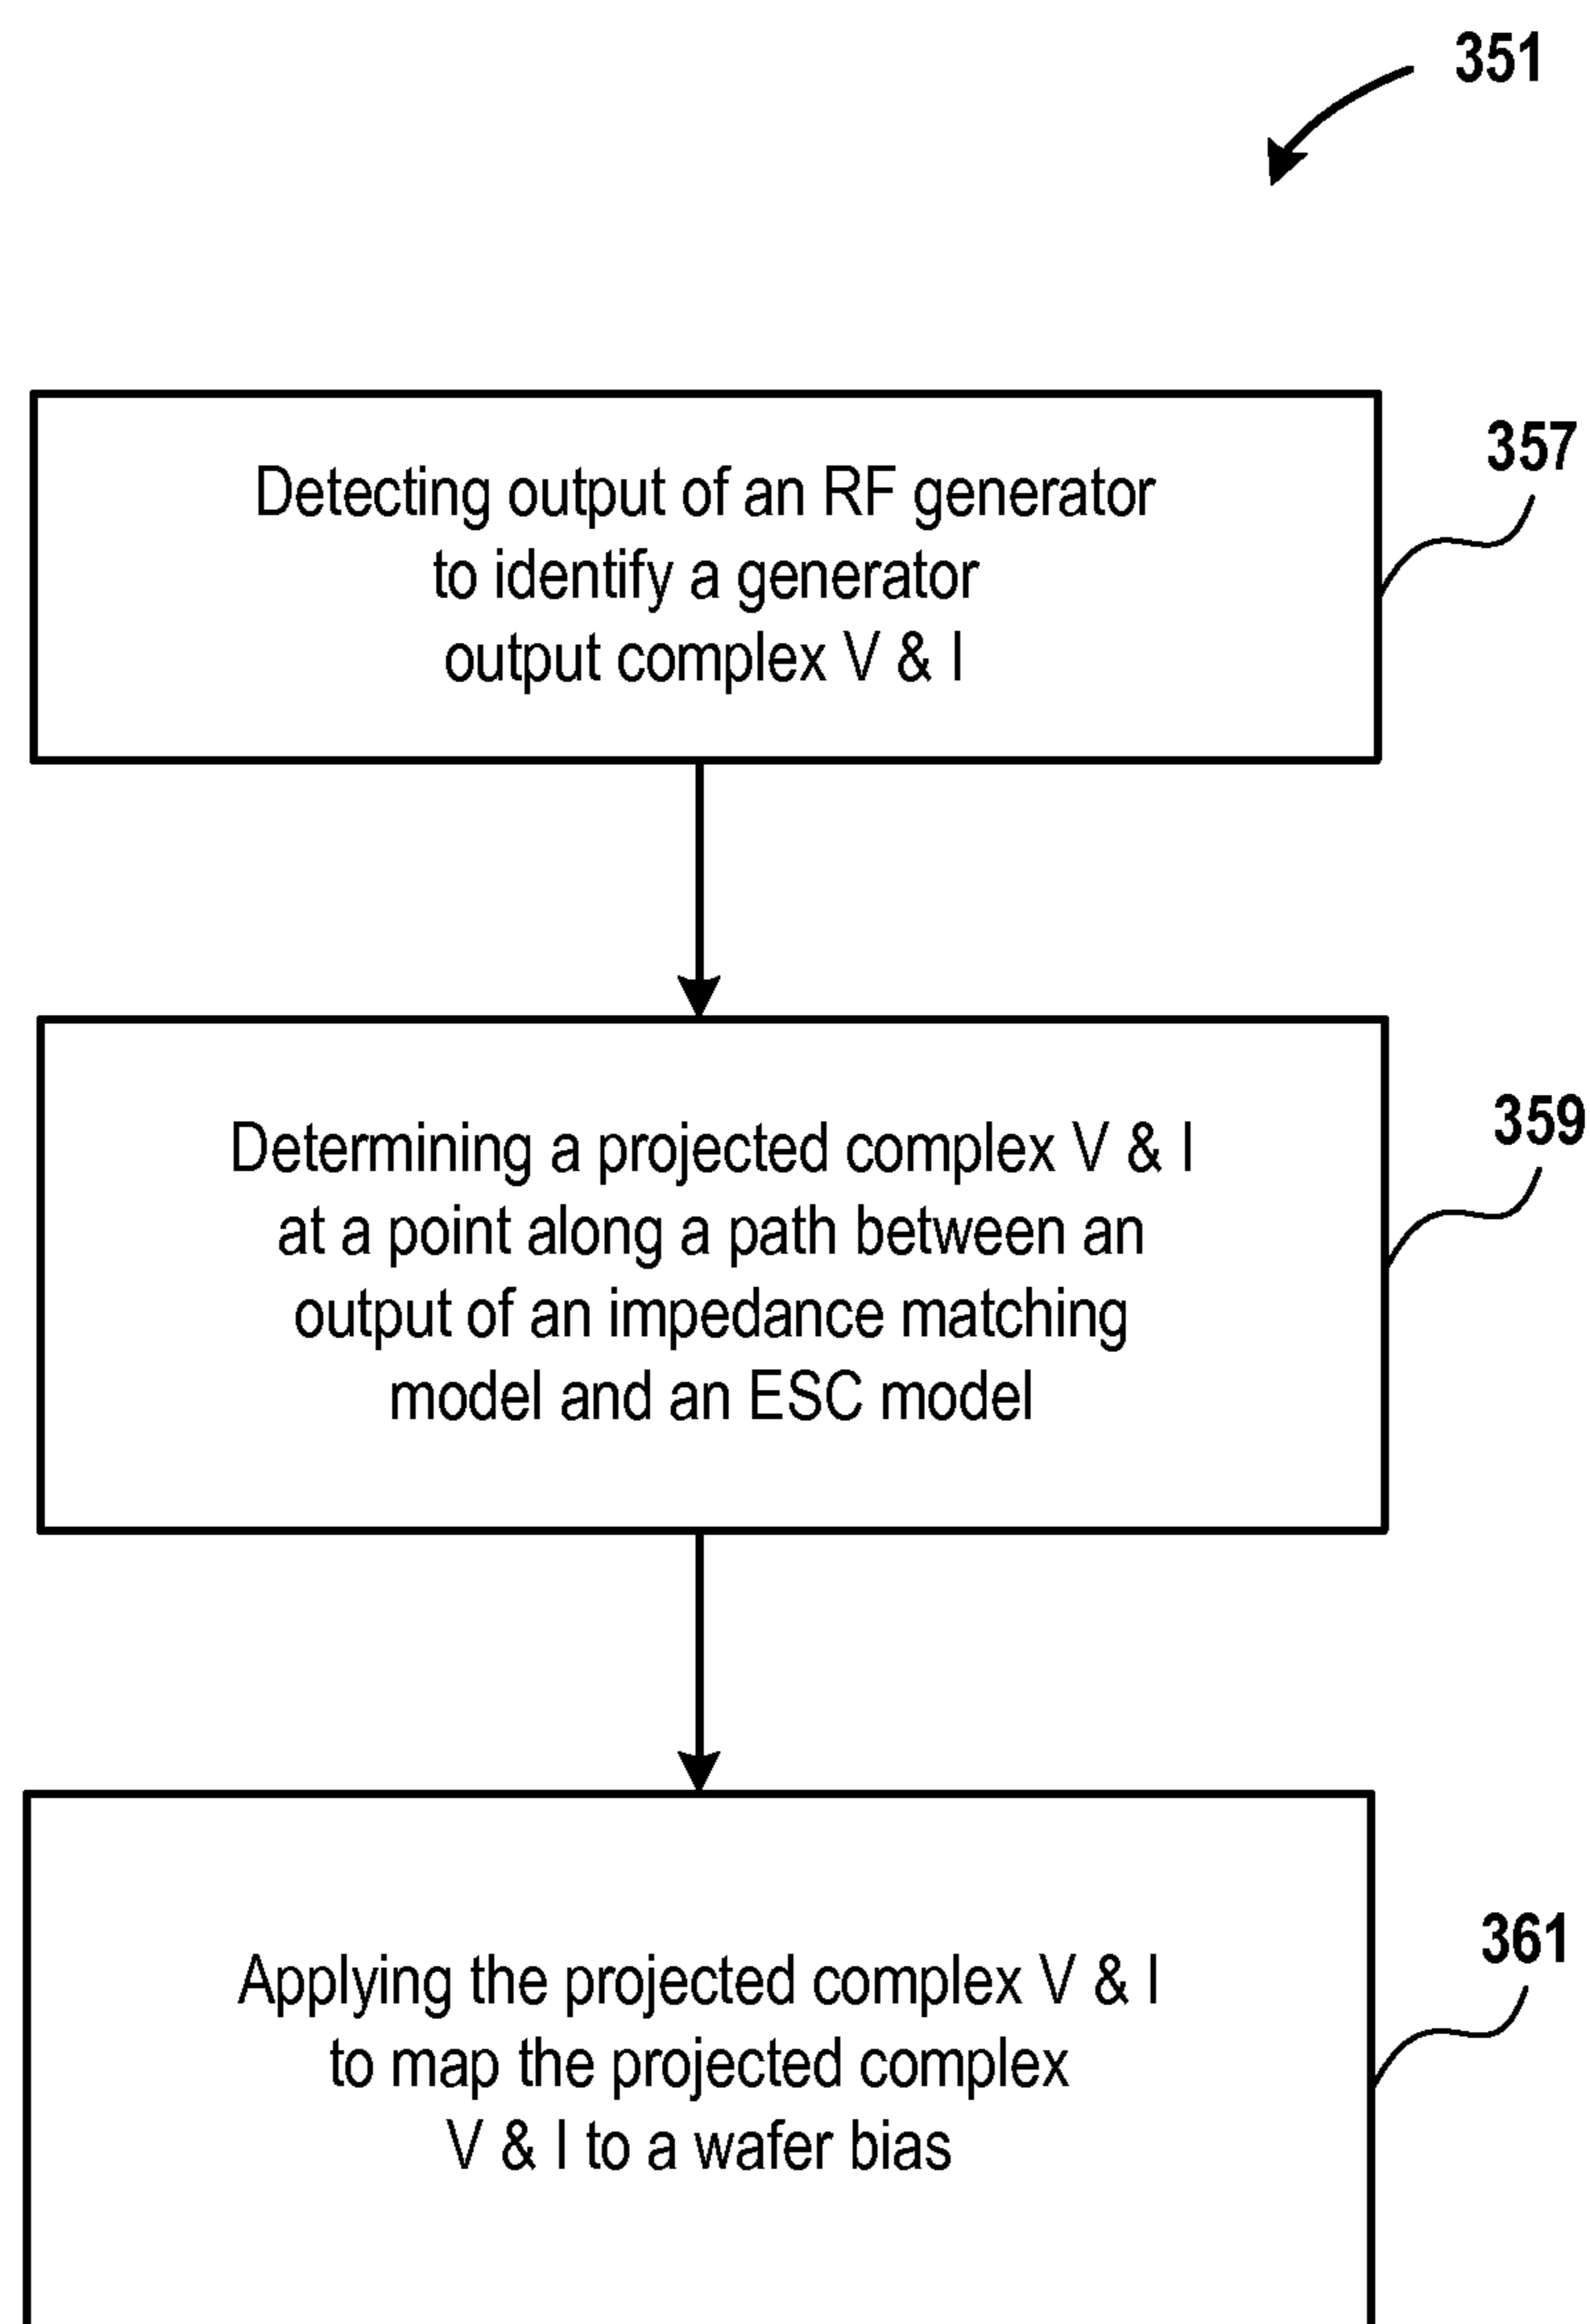 351
357
Detecting output of an RF generator
to identify a generator
output complex V & I
359
Determining a projected complex V & I
at a point along a path between an
output of an impedance matching
model and an ESC model
361
Applying the projected complex V & I
to map the projected complex
V & I to a wafer bias